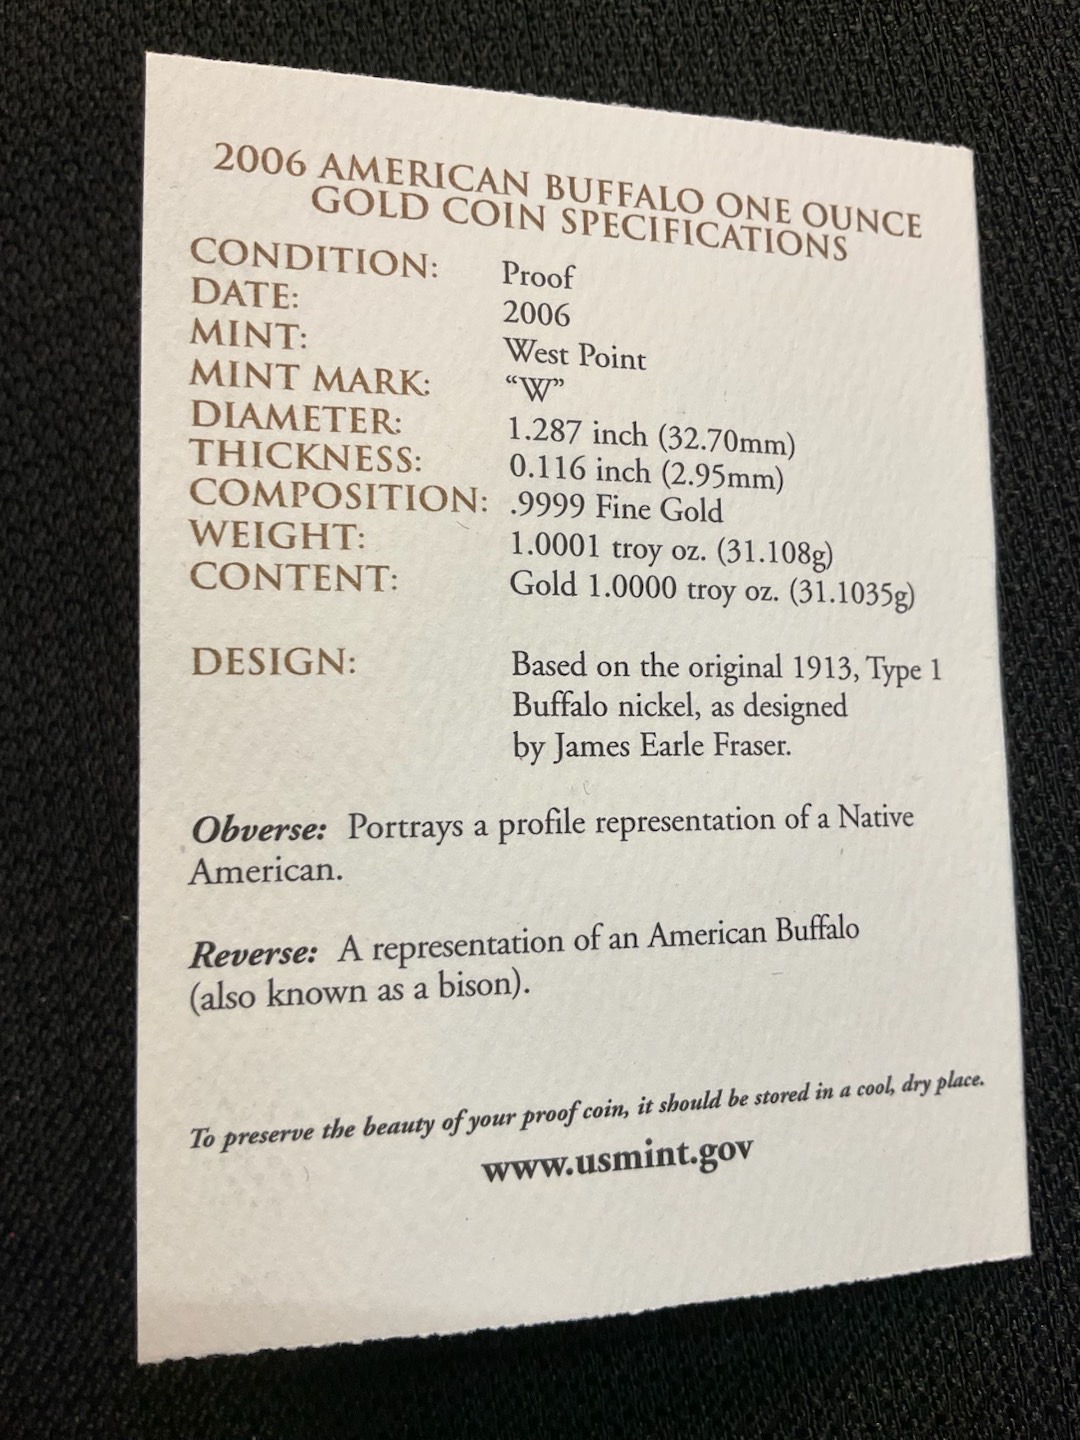 2006 AMERICAN BUFFALO ONE OUNCE
GOLD COIN SPECIFICATIONS
CONDITION: Proof
DATE: 2006
MINT: West Point
MINT MARK: “W”
DIAMETER: 1.287 inch (32.70mm)
THICKNESS: 0.116 inch (2.95mm)
COMPOSITION: .9999 Fine Gold
WEIGHT: 1.0001 troy oz. (31.108g)
CONTENT: Gold 1.0000 troy oz. (31.1035g)
DESIGN: Based on the original 1913, Type 1
Buffalo nickel, as designed
by James Earle Fraser.
Obverse: Portrays a profile representation of a Native
American.
Reverse: A representation of an American Buffalo
(also known as a bison).
To preserve the beauty of your proof coin, it should be stored in a cool, dry place.
www.usmint.gov